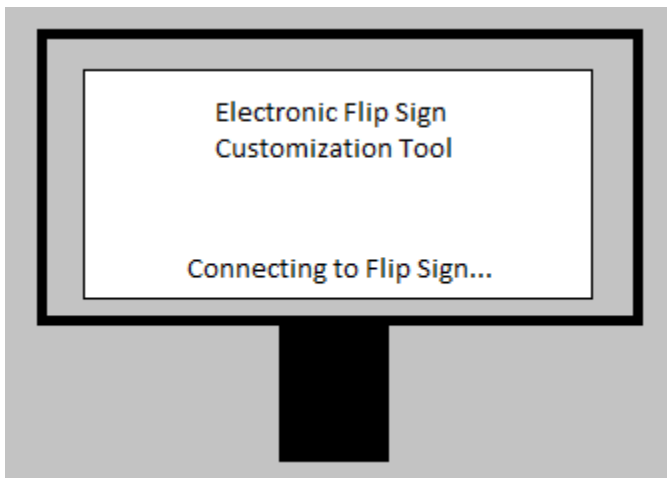 Electronic Flip Sign
Customization Tool
Connecting to Flip Sign...